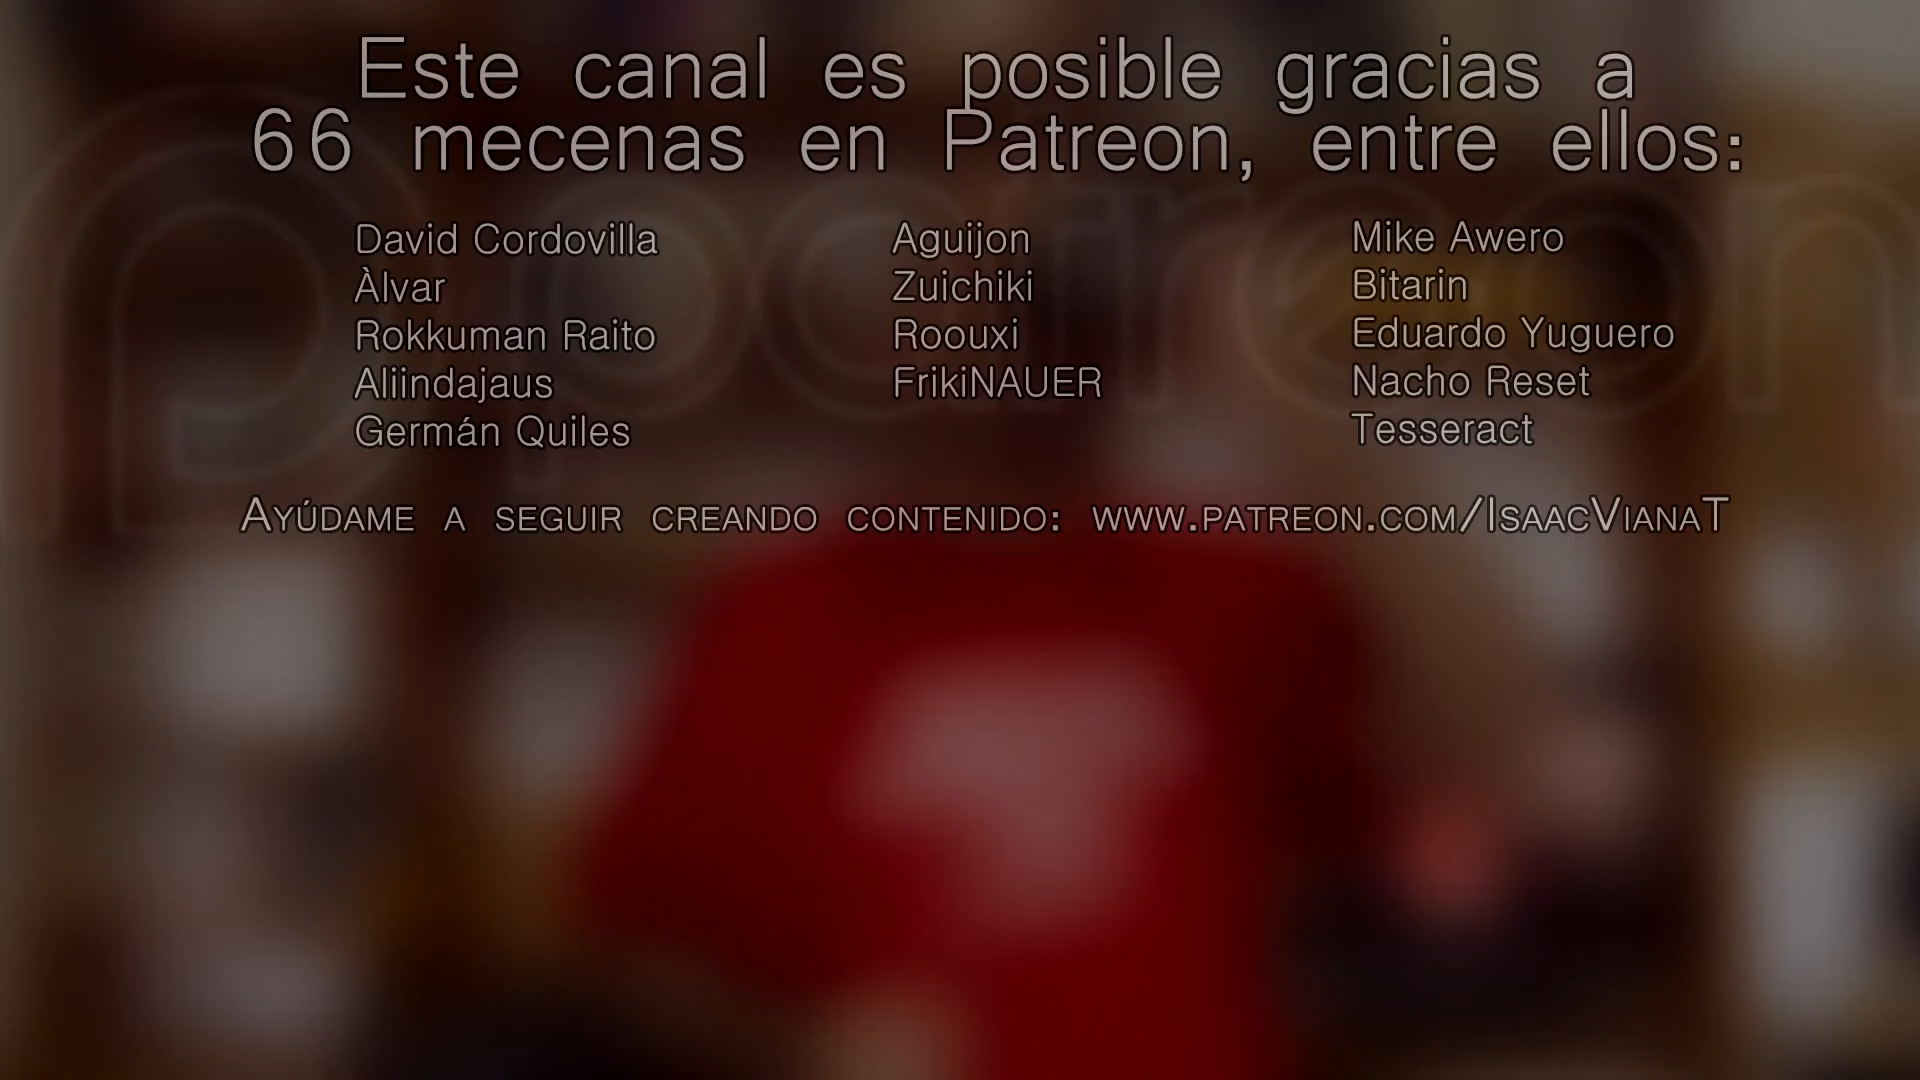 Este canal es posible gracias a
66 mecenas en Patreon, entre ellos:
David Cordovilla
Àlvar
Rokkuman Raito
Aliindajaus
Germán Quiles
Aguijon
Zuichiki
Roouxi
FrikiNAUER
Mike Awero
Bitarin
Eduardo Yuguero
Nacho Reset
Tesseract
Ayúdame a seguir creando contenido: www.patreon.com/IsaacVianaT
patreon